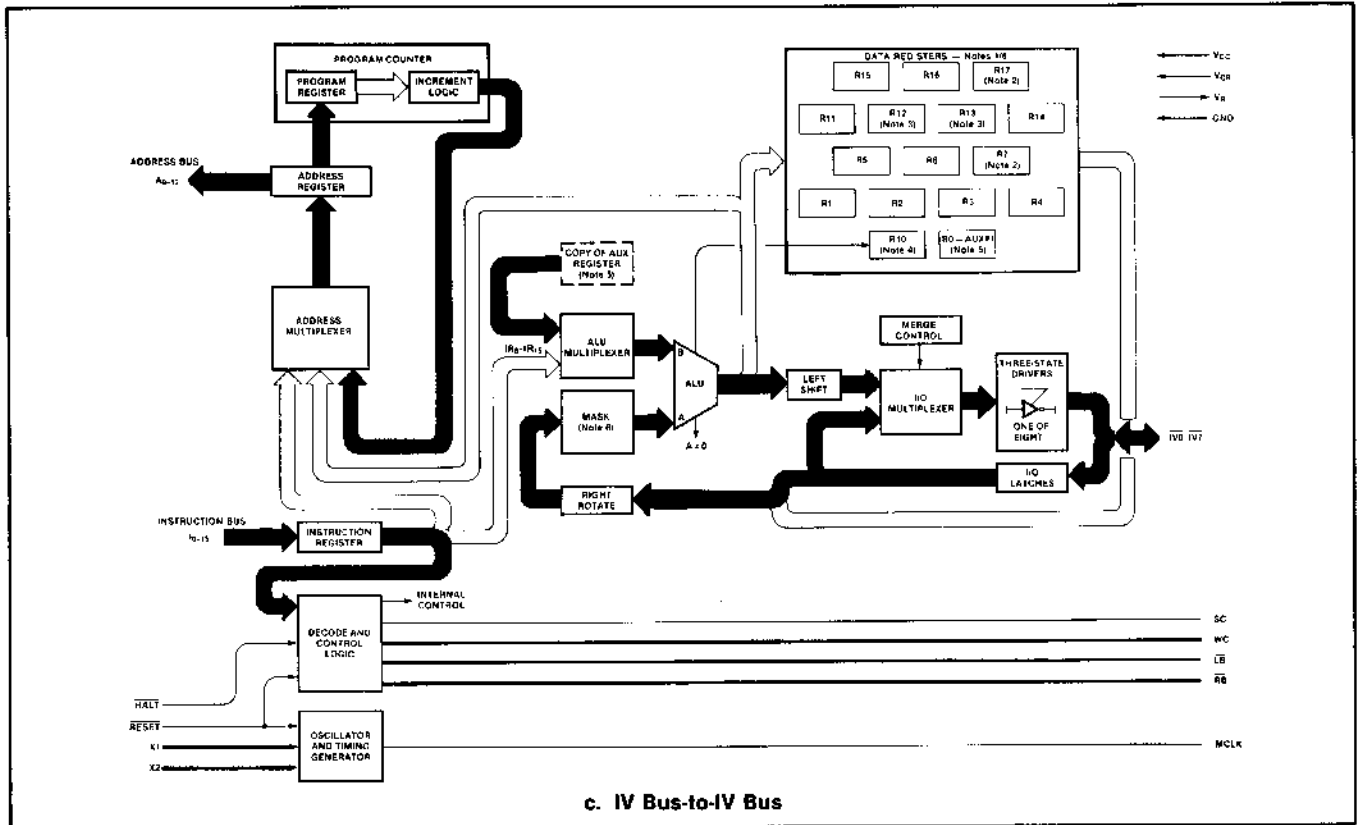 PROGRAM COUNTER
PROGRAM
REGISTER
INCREMENT
LOGIC
ADDRESS BUS
ADDRESS
REGISTER
ADDRESS
MULTIPLEXER
DATA REGISTERS — Notes
R15
R16
R17
(Note 2)
R11
R12
(Note 3)
R13
(Note 3)
R14
R5
R6
R7
(Note 2)
R1
R2
R3
R4
R10
(Note 4)
(Note 5)
VCC
VCR
VR
GND
COPY OF AUX
REGISTER
(Note 5)
ALU
MULTIPLEXER
B
ALU
A
MASK
(Note 6)
RIGHT
ROTATE
LEFT
SHIFT
MERGE
CONTROL
I/O
MULTIPLEXER
THREE-STATE
DRIVERS
ONE OF
EIGHT
I/O
LATCHES
IV0-IV7
INSTRUCTION BUS
I0-15
INSTRUCTION
REGISTER
INTERNAL
CONTROL
DECODE AND
CONTROL
LOGIC
SC
WC
LB
RB
HALT
RESET
X1
X2
OSCILLATOR
AND TIMING
GENERATOR
MCLK
c. IV Bus-to-IV Bus